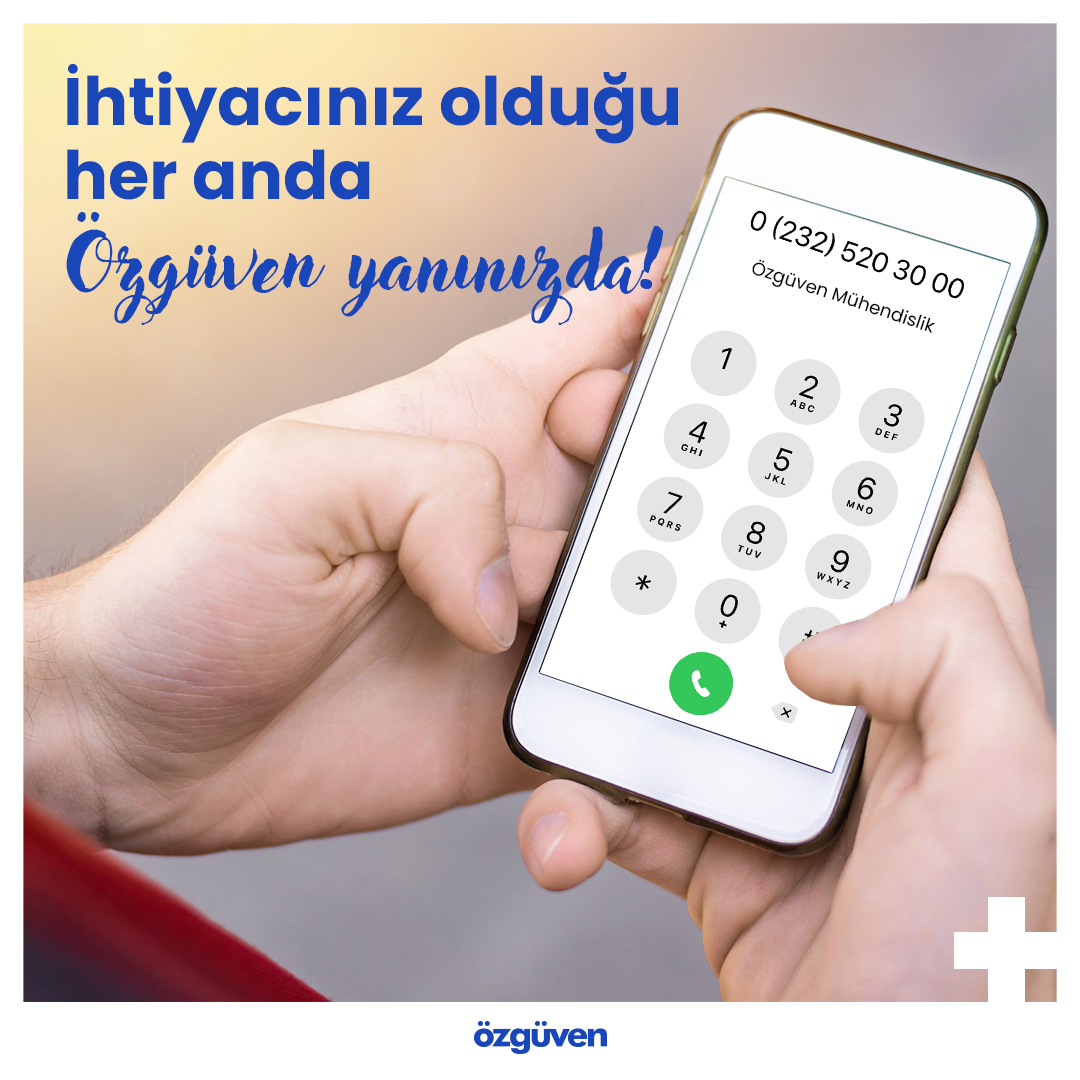 İhtiyacınız olduğu
her anda
Özgüven yanınızda!
0 (232) 520 30 00
Özgüven Mühendislik
1
2
ABC
3
DEF
4
GHI
5
JKL
6
MNO
7
PQRS
8
TUV
9
WXYZ
*
0
+
özgüven